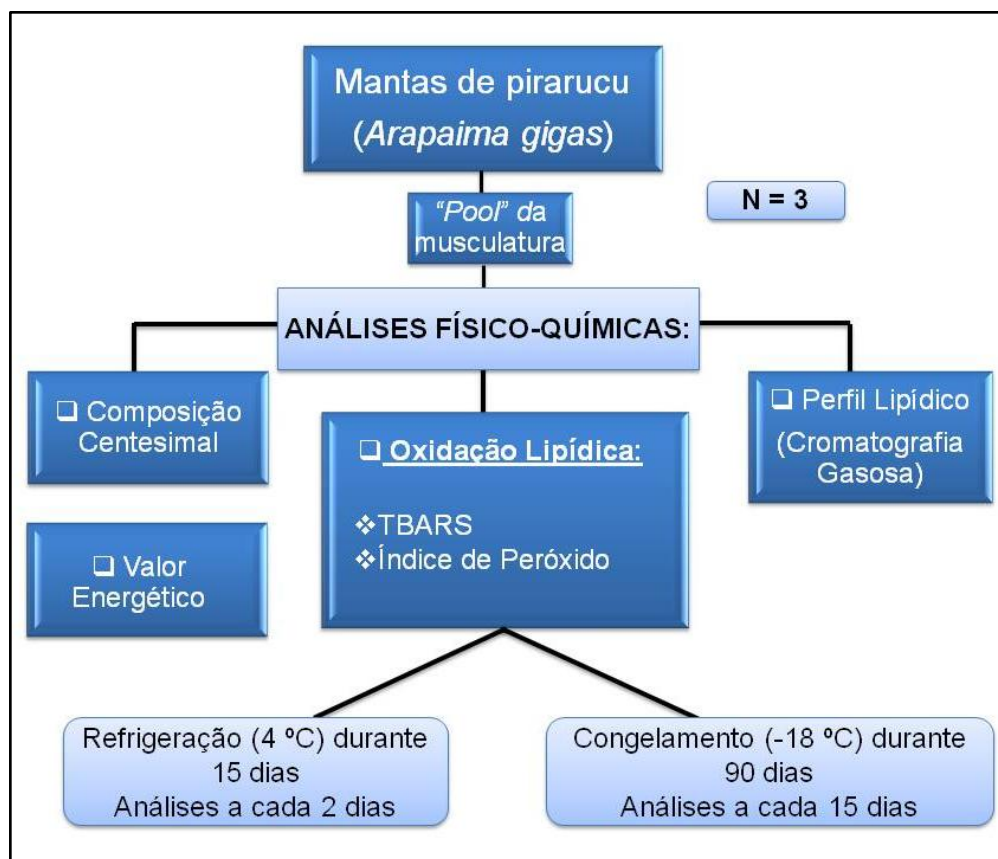 Mantas de pirarucu
(Arapaima gigas)
"Pool" da
musculatura
N = 3
ANÁLISES FÍSICO-QUÍMICAS:
❑ Composição
Centesimal
❑ Oxidação Lipídica:
❖TBARS
❖Índice de Peróxido
❑ Perfil Lipídico
(Cromatografia
Gasosa)
❑ Valor
Energético
Refrigeração (4 ºC) durante
15 dias
Análises a cada 2 dias
Congelamento (-18 ºC) durante
90 dias
Análises a cada 15 dias